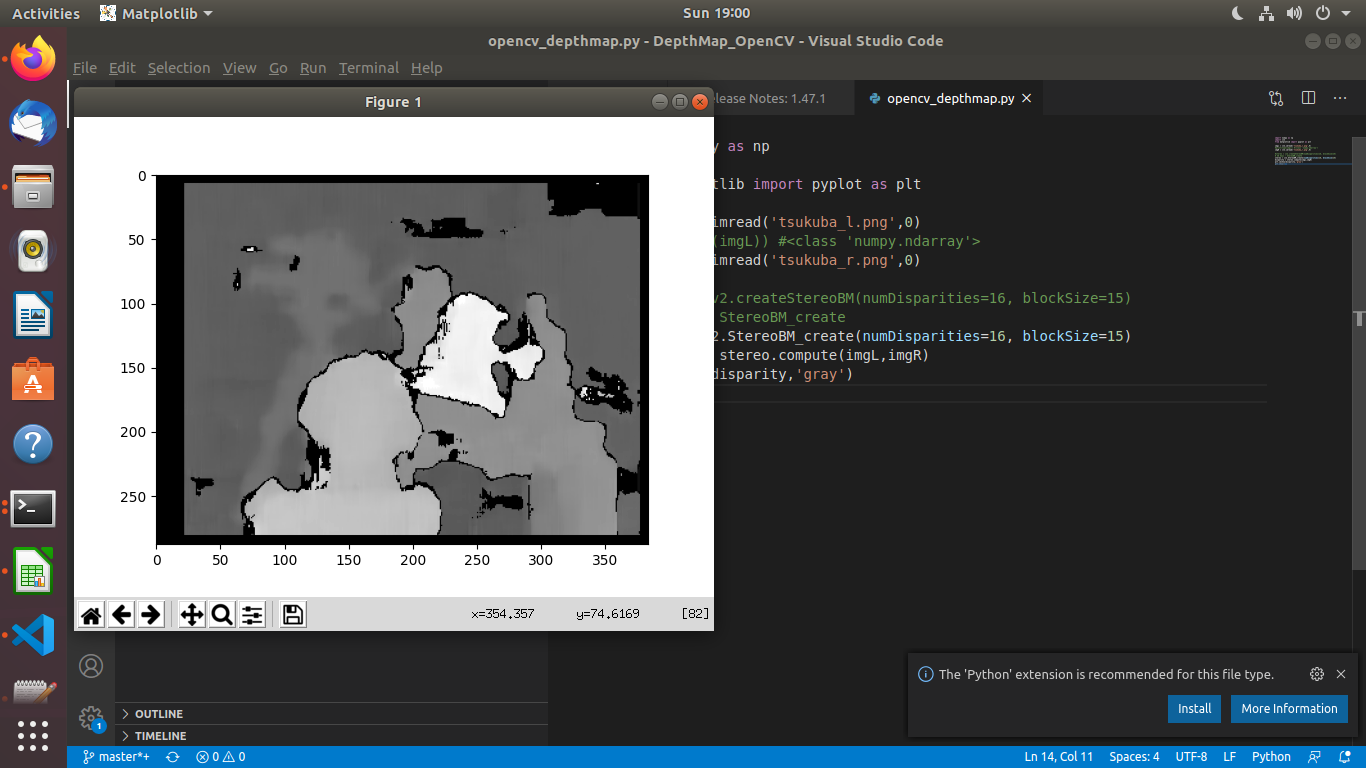 Activities Matplotlib Sun 19:00
opencv_depthmap.py - DepthMap_OpenCV - Visual Studio Code
File Edit Selection View Go Run Terminal Help
Figure 1
lease Notes: 1.47.1 opencv_depthmap.py
y as np
tlib import pyplot as plt
imread('tsukuba_l.png',0)
(imgL)) #<class 'numpy.ndarray'>
imread('tsukuba_r.png',0)
v2.createStereoBM(numDisparities=16, blockSize=15)
StereoBM_create
2.StereoBM_create(numDisparities=16, blockSize=15)
stereo.compute(imgL,imgR)
disparity,'gray')
0
50
100
150
200
250
0 50 100 150 200 250 300 350
x=354.357 y=74.6169 [82]
The 'Python' extension is recommended for this file type.
Install More Information
1
OUTLINE
TIMELINE
master*+ 0 0 Ln 14, Col 11 Spaces: 4 UTF-8 LF Python